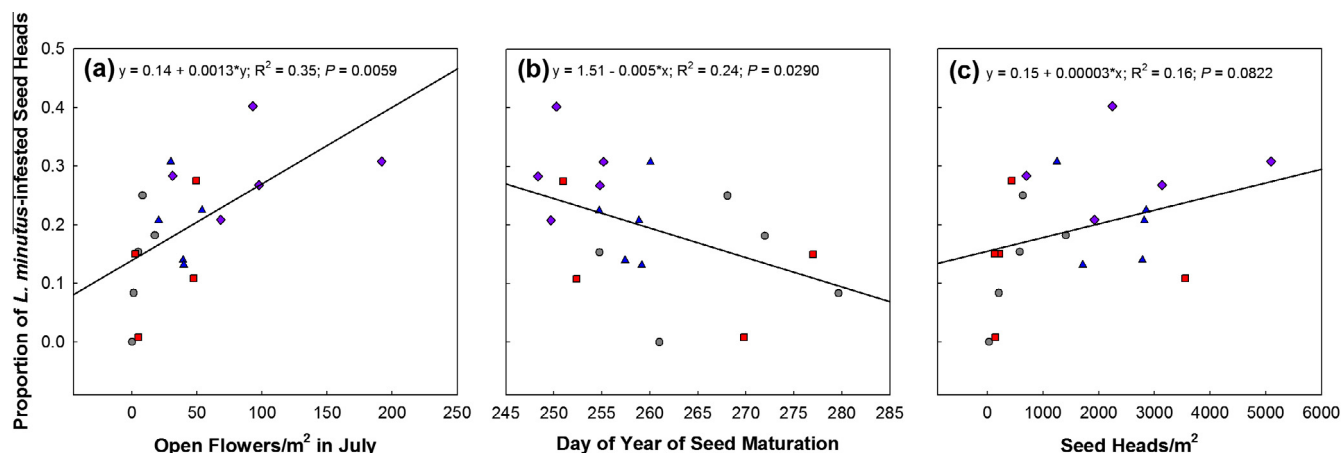 Proportion of L. minutus-infested Seed Heads
0.5
0.4
0.3
0.2
0.1
0.0
(a) y = 0.14 + 0.0013*y; R² = 0.35; P = 0.0059
0 50 100 150 200 250
Open Flowers/m² in July
(b) y = 1.51 - 0.005*x; R² = 0.24; P = 0.0290
245 250 255 260 265 270 275 280 285
Day of Year of Seed Maturation
(c) y = 0.15 + 0.00003*x; R² = 0.16; P = 0.0822
0 1000 2000 3000 4000 5000 6000
Seed Heads/m²